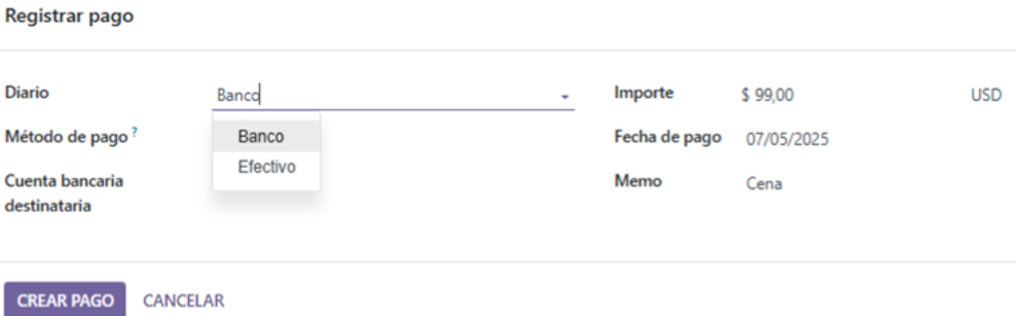 Registrar pago
Diario
Banco
Importe
$ 99,00
USD
Método de pago ?
Banco
Efectivo
Fecha de pago
07/05/2025
Cuenta bancaria
destinataria
Memo
Cena
CREAR PAGO
CANCELAR